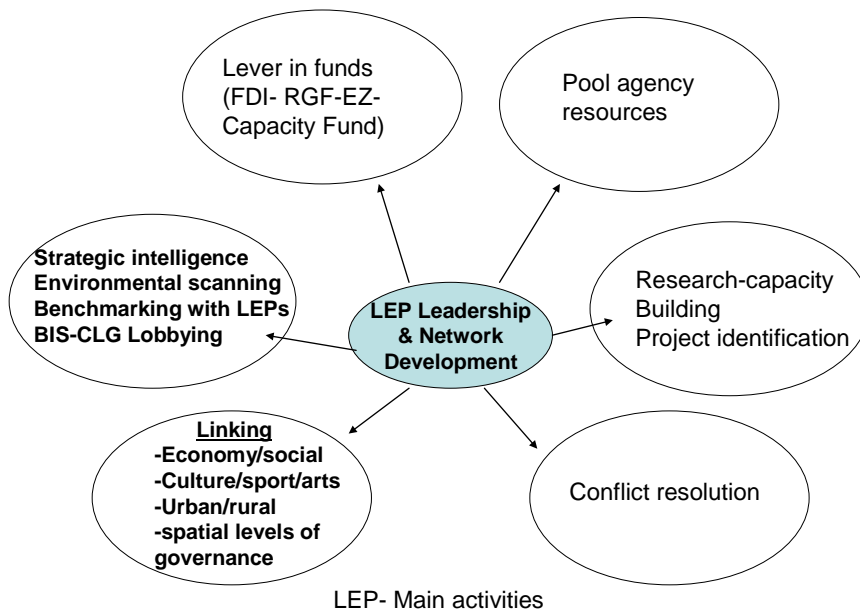 Lever in funds
(FDI- RGF-EZ-
Capacity Fund)
Pool agency
resources
Strategic intelligence
Environmental scanning
Benchmarking with LEPs
BIS-CLG Lobbying
LEP Leadership
& Network
Development
Research-capacity
Building
Project identification
Linking
-Economy/social
-Culture/sport/arts
-Urban/rural
-spatial levels of
governance
Conflict resolution
LEP- Main activities